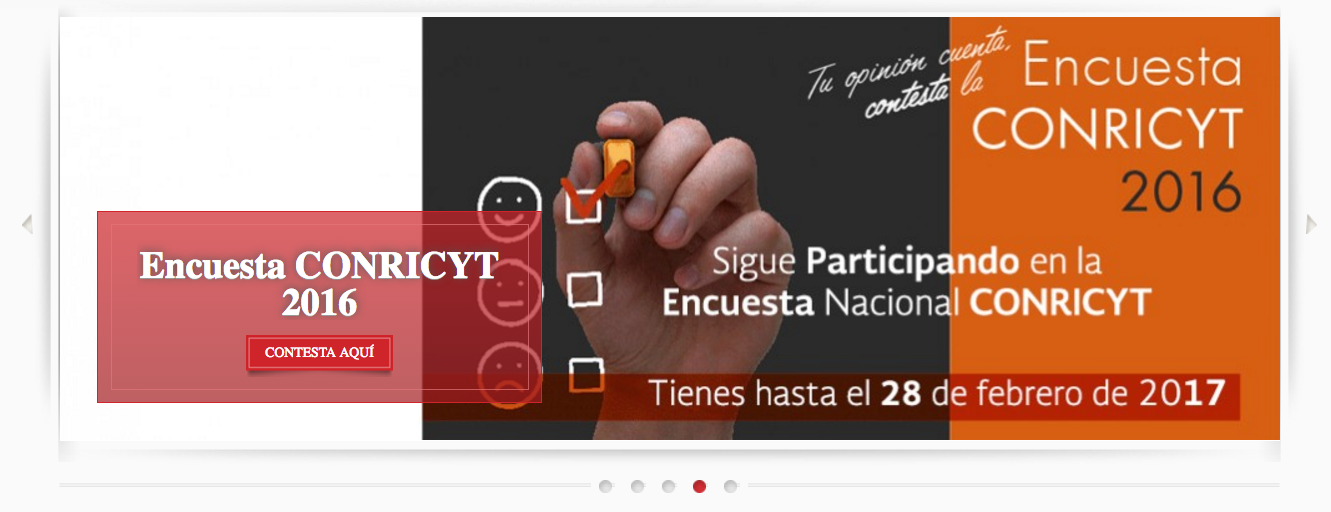 Tu opinión cuenta,
contesta la
Encuesta
CONRICYT
2016
Encuesta CONRICYT
2016
CONTESTA AQUÍ
Sigue Participando en la
Encuesta Nacional CONRICYT
Tienes hasta el 28 de febrero de 2017